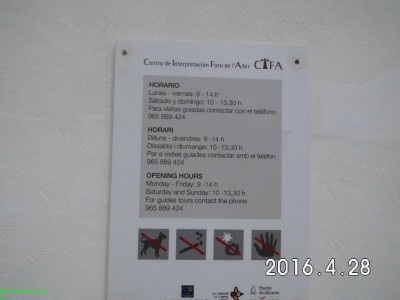 Centro de Interpretación Faro de l'Albir CIFA
HORARIO
Lunes - viernes: 9 - 14 h
Sábado y domingo: 10 - 13,30 h
Para visitas guiadas contactar con el teléfono
965 889 424
HORARI
Dilluns - divendres: 9 - 14 h
Dissabte i diumenge: 10 - 13,30 h
Per a visites guiades contactar amb el telèfon
965 889 424
OPENING HOURS
Monday - Friday: 9 -14 h
Saturday and Sunday: 10 -13,30 h
For guides tours contact the phone
965 889 424
2016.4.28